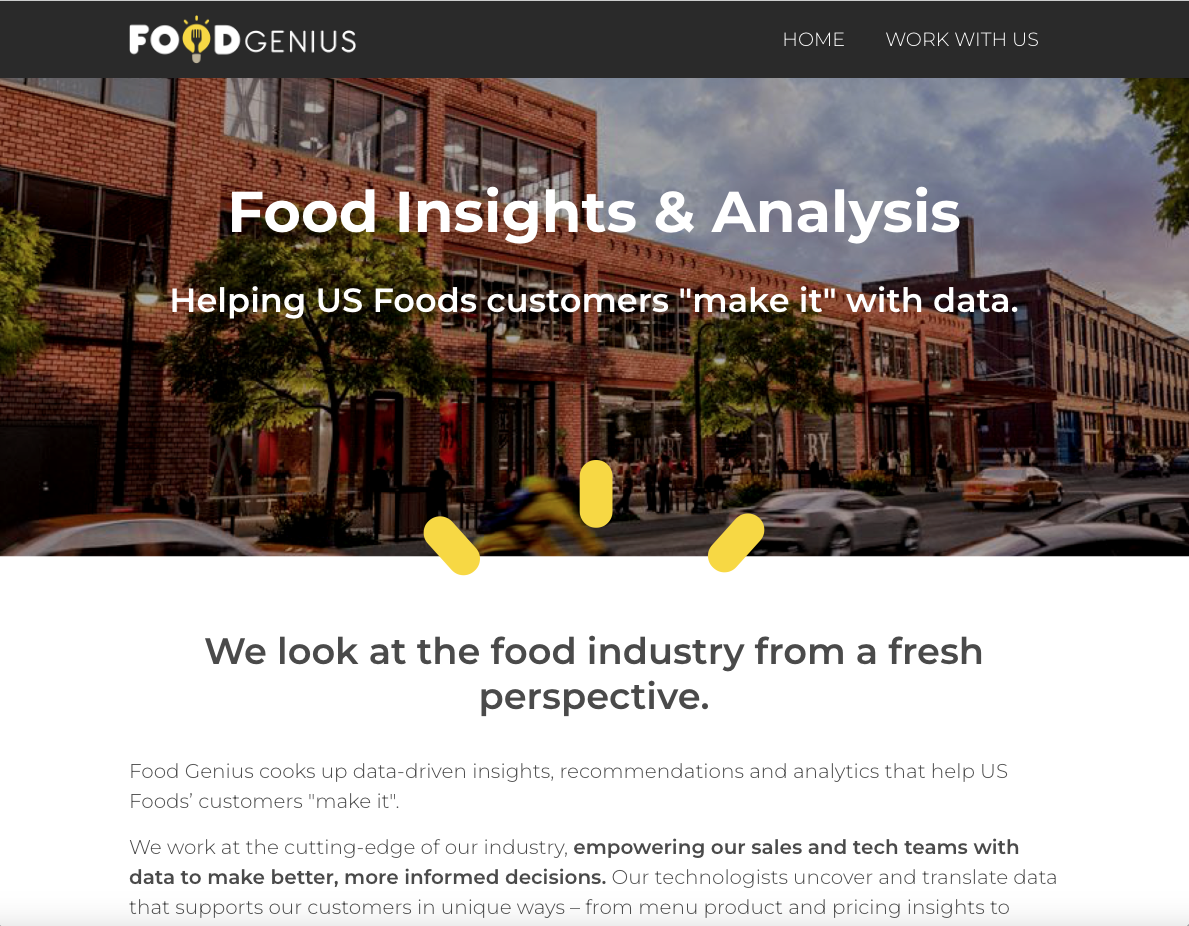 FOODGENIUS
HOME
WORK WITH US
Food Insights & Analysis
Helping US Foods customers "make it" with data.
We look at the food industry from a fresh
perspective.
Food Genius cooks up data-driven insights, recommendations and analytics that help US
Foods’ customers "make it".
We work at the cutting-edge of our industry, empowering our sales and tech teams with
data to make better, more informed decisions. Our technologists uncover and translate data
that supports our customers in unique ways – from menu product and pricing insights to